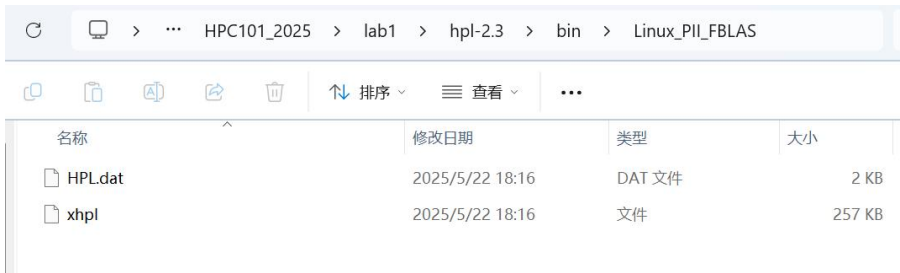 … HPC101_2025 > lab1 > hpl-2.3 > bin > Linux_PII_FBLAS
排序 查看 …
名称 修改日期 类型 大小
HPL.dat 2025/5/22 18:16 DAT 文件 2 KB
xhpl 2025/5/22 18:16 文件 257 KB